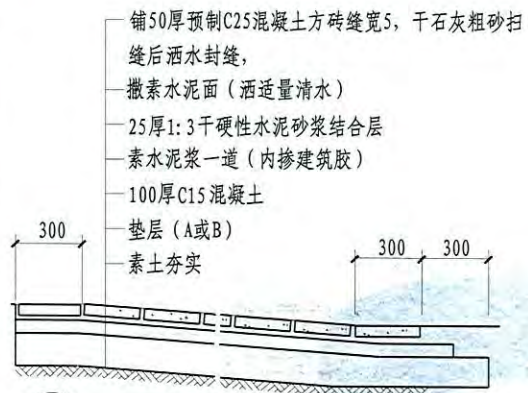 铺50厚预制C25混凝土方砖缝宽5，干石灰粗砂扫
缝后洒水封缝，
撒素水泥面（洒适量清水）
25厚1:3干硬性水泥砂浆结合层
素水泥浆一道（内掺建筑胶）
100厚C15混凝土
垫层（A或B）
素土夯实
300
300
300